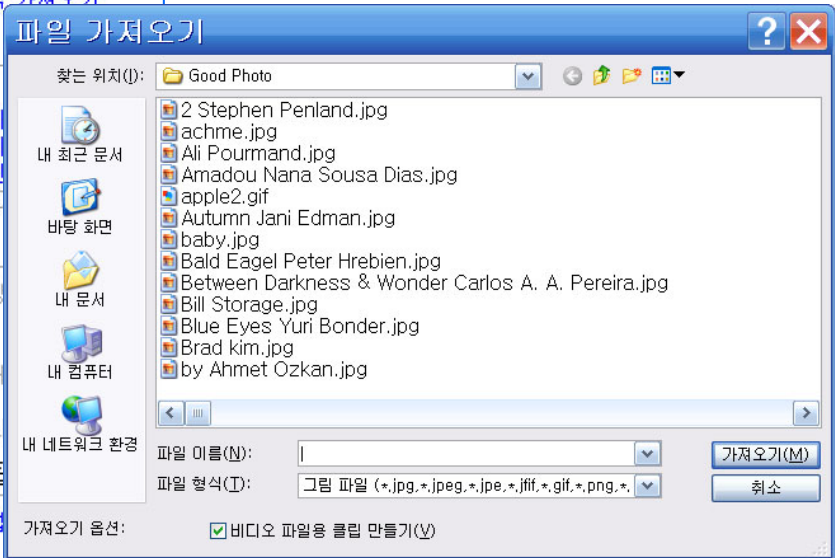 파일 가져오기
찾는 위치(I): Good Photo
내 최근 문서
바탕 화면
내 문서
내 컴퓨터
내 네트워크 환경
2 Stephen Penland.jpg
achme.jpg
Ali Pourmand.jpg
Amadou Nana Sousa Dias.jpg
apple2.gif
Autumn Jani Edman.jpg
baby.jpg
Bald Eagel Peter Hrebien.jpg
Between Darkness & Wonder Carlos A. A. Pereira.jpg
Bill Storage.jpg
Blue Eyes Yuri Bonder.jpg
Brad kim.jpg
by Ahmet Ozkan.jpg
파일 이름(N): 가져오기(M)
파일 형식(T): 그림 파일 (*.jpg,*.jpeg,*.jpe,*.jfif,*.gif,*.png,*. 취소
가져오기 옵션: 비디오 파일용 클립 만들기(V)